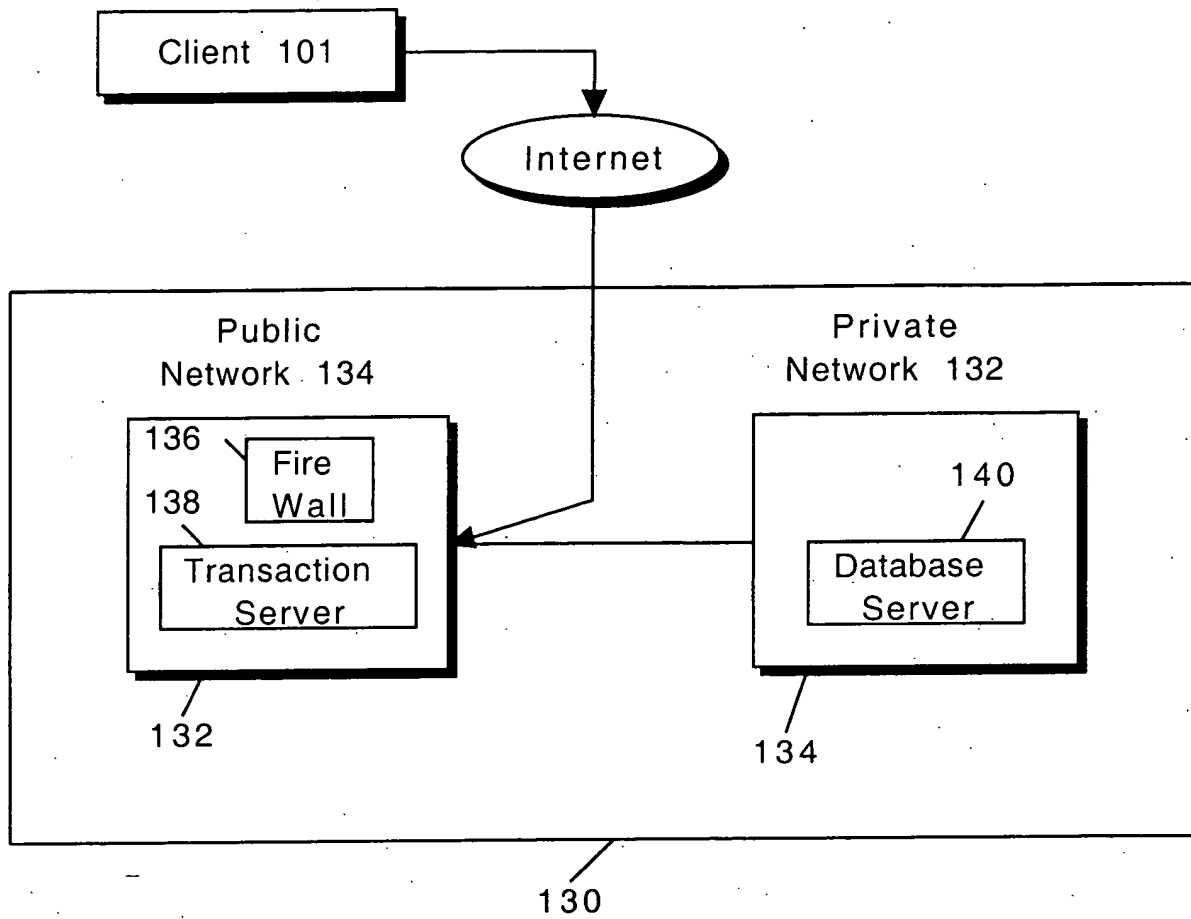 Client 101
Internet
Public
Network 134
Private
Network 132
136
Fire
Wall
138
Transaction
Server
140
Database
Server
132
134
130